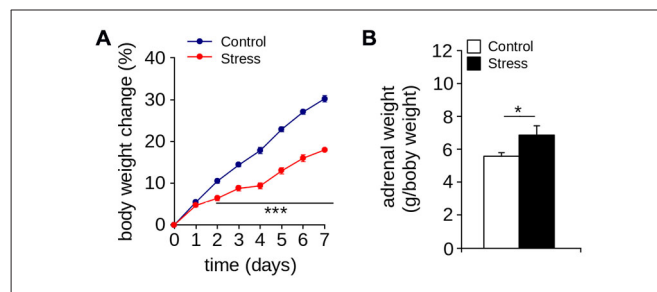 A
Control
Stress
body weight change (%)
40
30
20
10
0
***
0 1 2 3 4 5 6 7
time (days)
B
Control
Stress
adrenal weight
(g/boby weight)
12
10
8
6
4
2
0
*